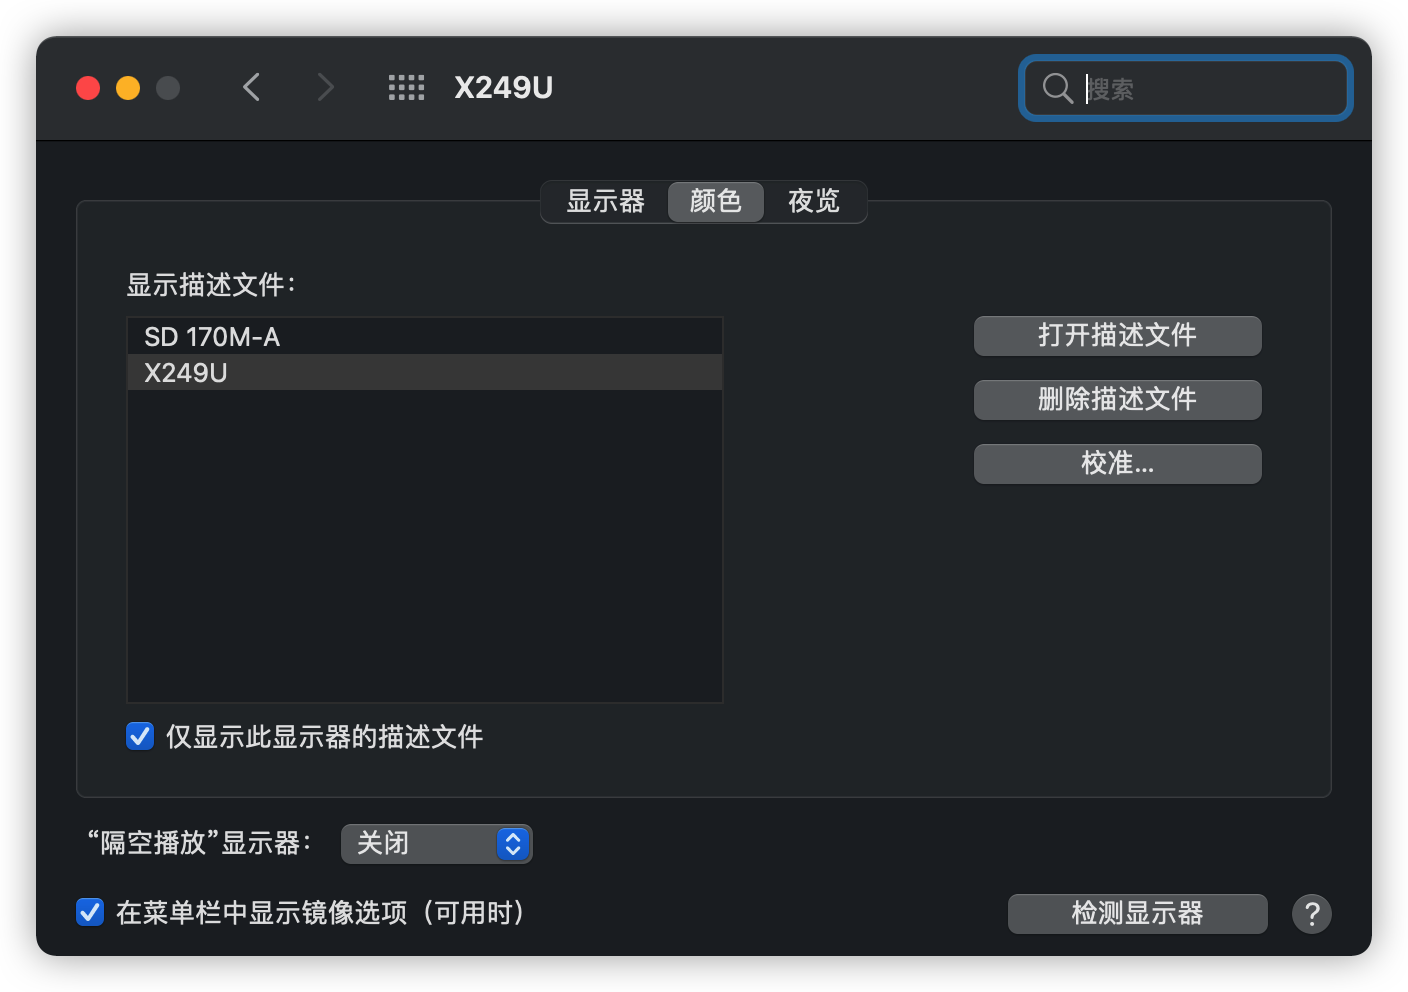 X249U
搜索
显示器 颜色 夜览
显示描述文件：
SD 170M-A
X249U
打开描述文件
删除描述文件
校准...
仅显示此显示器的描述文件
“隔空播放”显示器： 关闭
在菜单栏中显示镜像选项（可用时）
检测显示器 ?